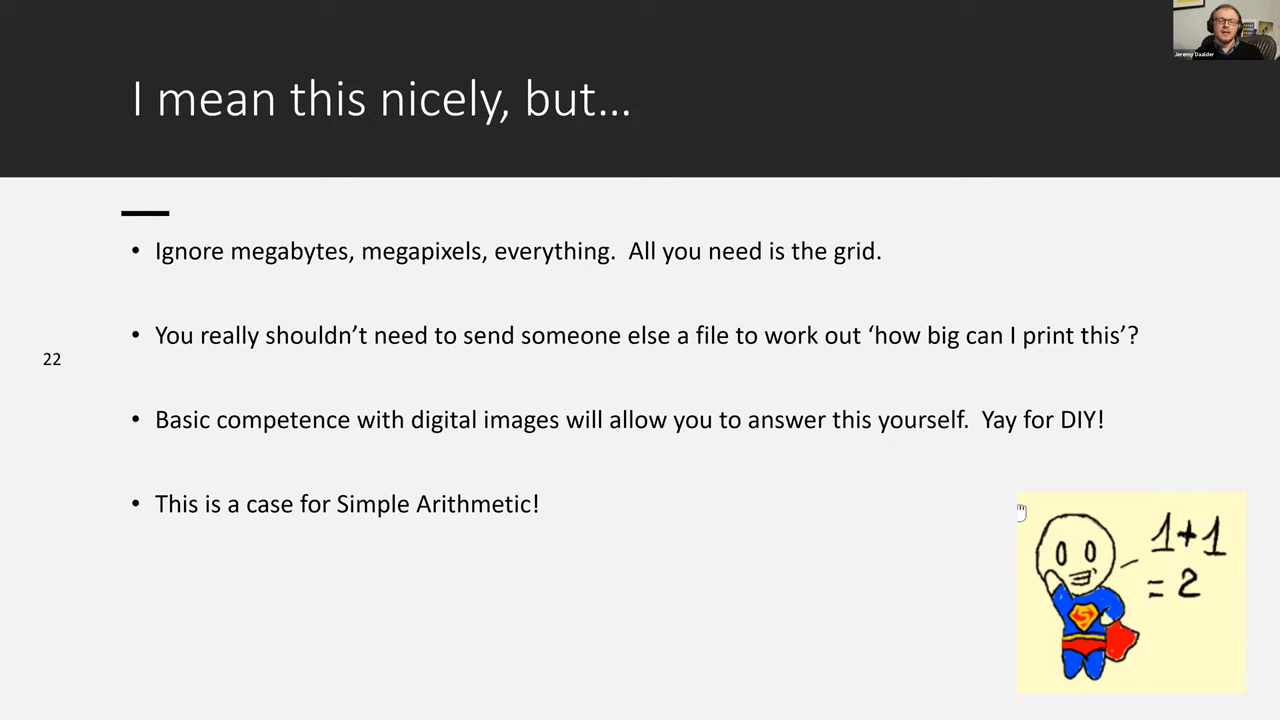 Jeremy Daalder
I mean this nicely, but…
• Ignore megabytes, megapixels, everything.  All you need is the grid.
• You really shouldn’t need to send someone else a file to work out ‘how big can I print this’?
22
• Basic competence with digital images will allow you to answer this yourself.  Yay for DIY!
• This is a case for Simple Arithmetic!
1+1
= 2
S